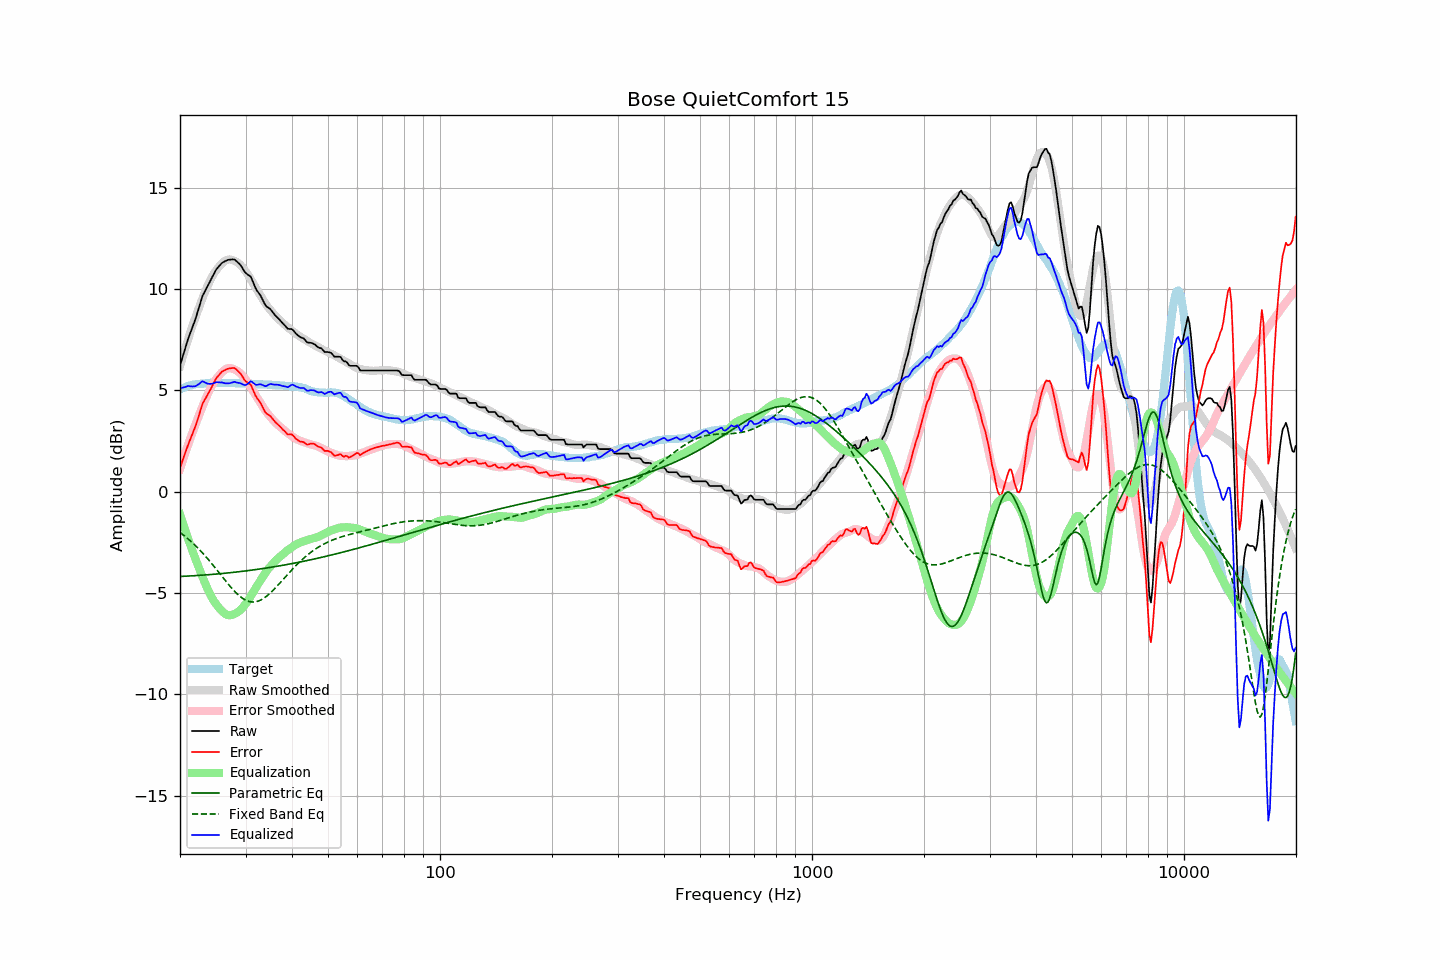 Bose QuietComfort 15
Amplitude (dBr)
15
10
5
0
−5
−10
−15
Target
Raw Smoothed
Error Smoothed
Raw
Error
Equalization
Parametric Eq
Fixed Band Eq
Equalized
100
1000
10000
Frequency (Hz)